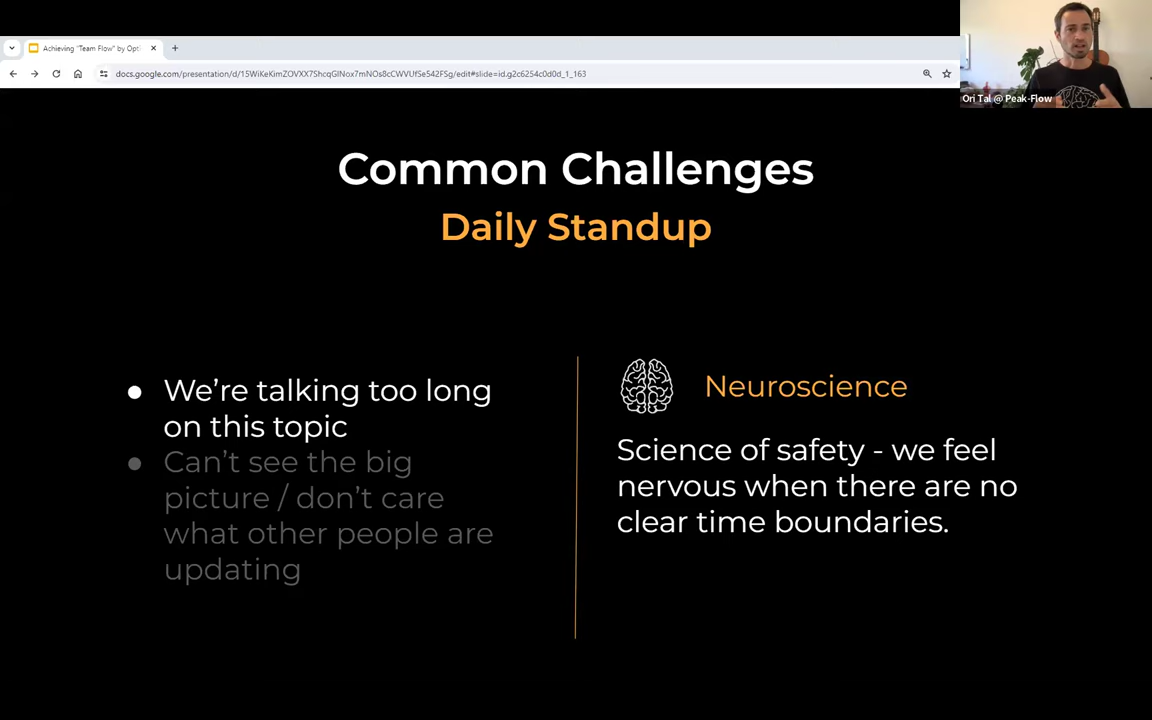 Achieving "Team Flow" by Opt
docs.google.com/presentation/d/15WiKeKimZOVXX7ShcqGlNox7mNOs8cCWVUfSe542FSg/edit#slide=id.g2c6254c0d0d_1_163
Ori Tal @ Peak-Flow
Common Challenges
Daily Standup
● We’re talking too long
on this topic
● Can’t see the big
picture / don’t care
what other people are
updating
Neuroscience
Science of safety - we feel
nervous when there are no
clear time boundaries.